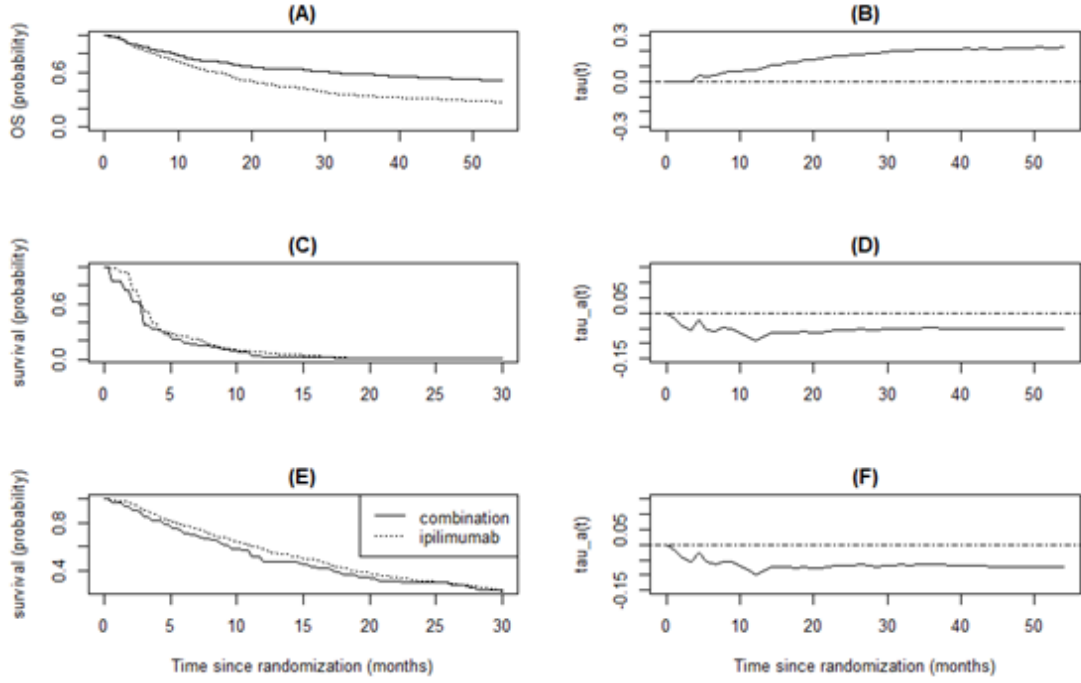 (A)
OS (probability)
0.0 0.6
0 10 20 30 40 50
(B)
tau(t)
-0.3 0.0 0.3
0 10 20 30 40 50
(C)
survival (probability)
0.0 0.6
0 5 10 15 20 25 30
(D)
tau_a(t)
-0.15 0.05
0 10 20 30 40 50
(E)
survival (probability)
0.4 0.8
combination
ipilimumab
0 5 10 15 20 25 30
Time since randomization (months)
(F)
tau_a(t)
-0.15 0.05
0 10 20 30 40 50
Time since randomization (months)